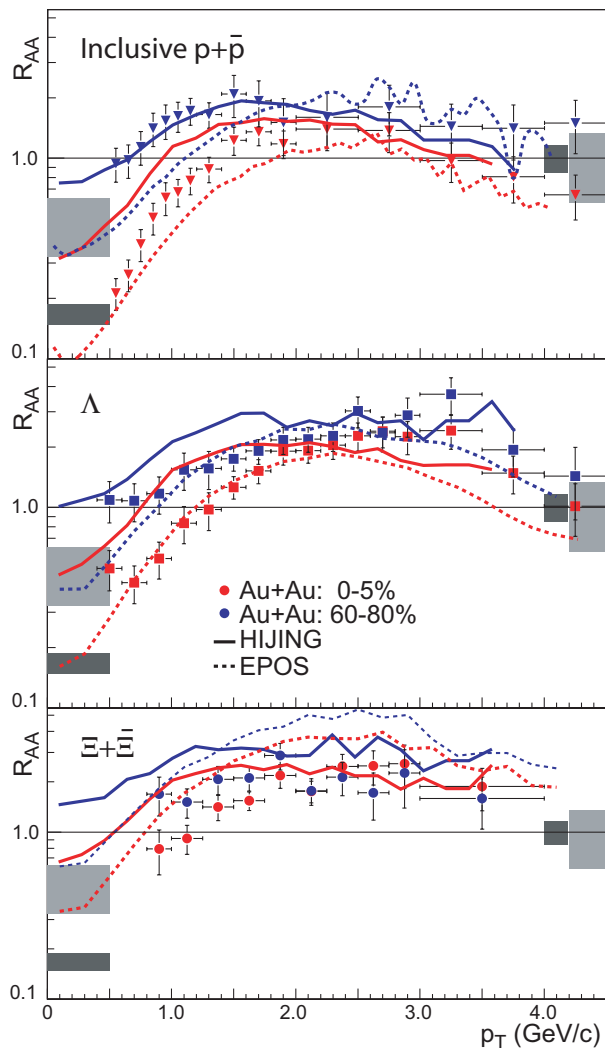 R_AA
Inclusive p+p̄
1.0
0.1
R_AA
Λ
1.0
Au+Au: 0-5%
Au+Au: 60-80%
HIJING
EPOS
0.1
R_AA
Ξ+Ξ̄
1.0
0.1
0 1.0 2.0 3.0 4.0
p_T (GeV/c)